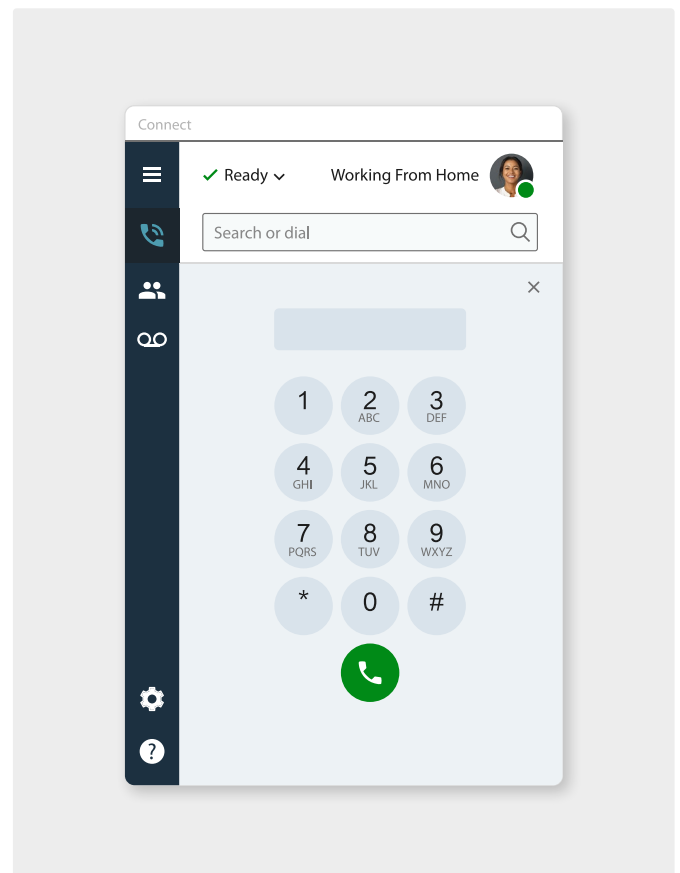 Connect
Ready
Working From Home
Search or dial
1
2
3
ABC
DEF
4
5
6
GHI
JKL
MNO
7
8
9
PQRS
TUV
WXYZ
*
0
#
?